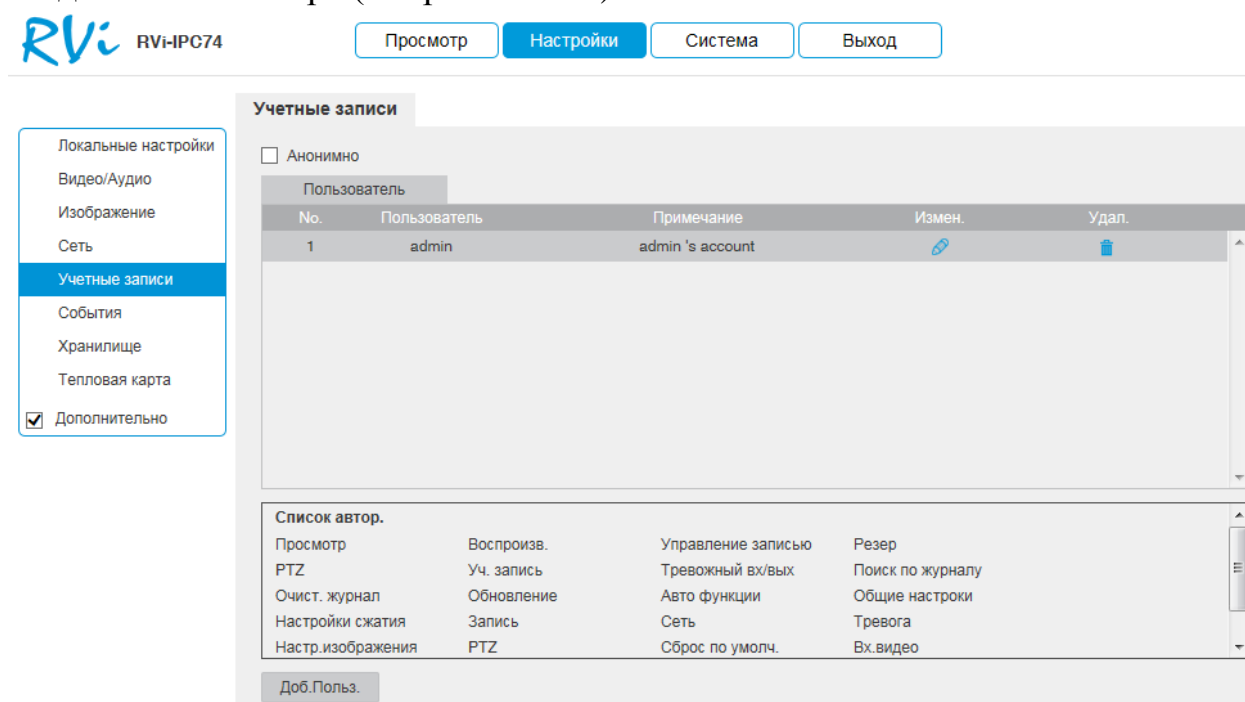 RVi RVi-IPC74 Просмотр Настройки Система Выход
Учетные записи
Локальные настройки
Видео/Аудио
Изображение
Сеть
Учетные записи
События
Хранилище
Тепловая карта
Дополнительно
Анонимно
Пользователь
No. Пользователь Примечание Измен. Удал.
1 admin admin 's account
Список автор.
Просмотр Воспроизв. Управление записью Резер
PTZ Уч. запись Тревожный вх/вых Поиск по журналу
Очист. журнал Обновление Авто функции Общие настроки
Настройки сжатия Запись Сеть Тревога
Настр.изображения PTZ Сброс по умолч. Вх.видео
Доб.Польз.